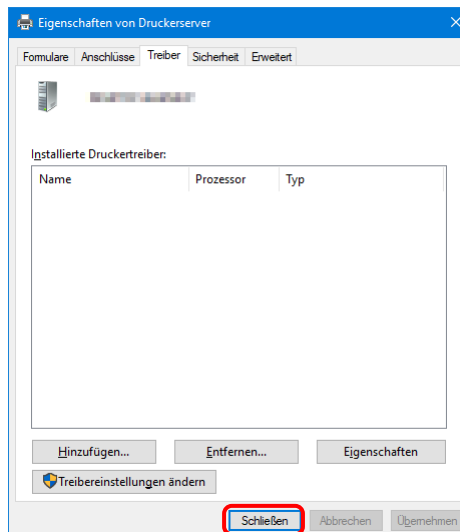 Eigenschaften von Druckerserver
Formulare Anschlüsse Treiber Sicherheit Erweitert
Installierte Druckertreiber:
Name Prozessor Typ
Hinzufügen... Entfernen... Eigenschaften
Treibereinstellungen ändern
Schließen Abbrechen Übernehmen